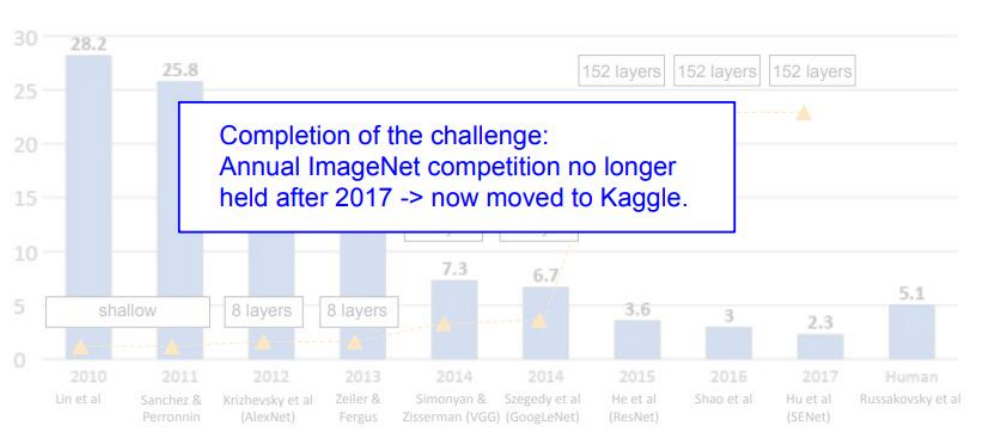 30
28.2
25.8
25
152 layers 152 layers 152 layers
Completion of the challenge:
Annual ImageNet competition no longer
held after 2017 -> now moved to Kaggle.
20
15
10
7.3
6.7
5.1
3.6
3
2.3
5
shallow 8 layers 8 layers
0
2010 2011 2012 2013 2014 2014 2015 2016 2017 Human
Lin et al Sanchez & Krizhevsky et al Zeiler & Simonyan & Szegedy et al He et al Shao et al Hu et al Russakovsky et al
Perronnin (AlexNet) Fergus Zisserman (VGG) (GoogLeNet) (ResNet) (SENet)